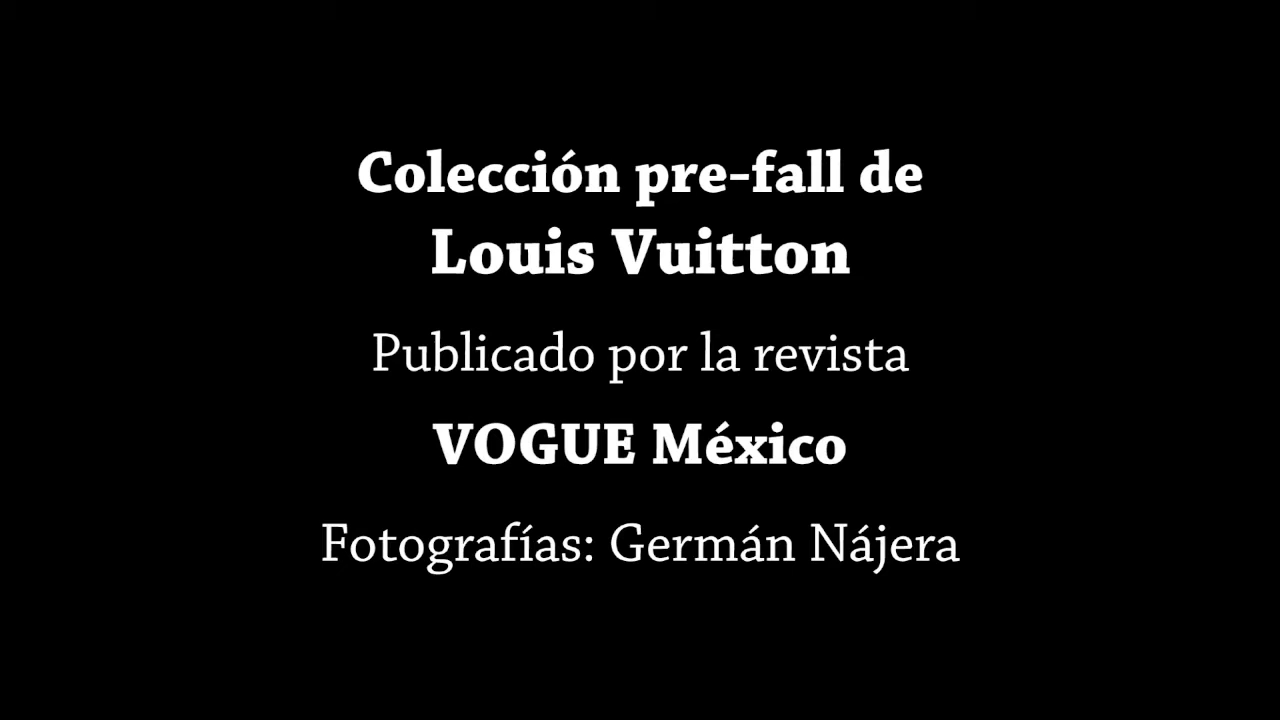 Colección pre-fall de
Louis Vuitton
Publicado por la revista
VOGUE México
Fotografías: Germán Nájera